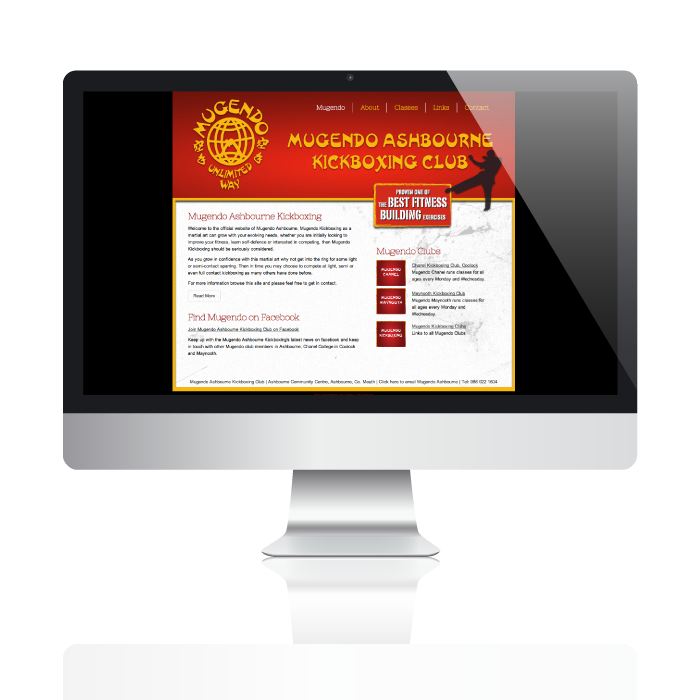 MUGENDO
UNLIMITED
WAY
Mugendo | About | Classes | Links | Contact
MUGENDO ASHBOURNE
KICKBOXING CLUB
PROVEN ONE OF
THE BEST FITNESS
BUILDING EXERCISES
Mugendo Ashbourne Kickboxing
Welcome to the official website of Mugendo Ashbourne. Mugendo Kickboxing as a
martial art can grow with your evolving needs, whether you are initially looking to
improve your fitness, learn self-defence or interested in competing, then Mugendo
Kickboxing should be seriously considered.
As you grow in confidence with this martial art why not get into the ring for some light
or semi-contact sparring. Then in time you may choose to compete at light, semi or
even full contact kickboxing as many others have done before.
For more information browse this site and please feel free to get in contact.
Read More
Find Mugendo on Facebook
Join Mugendo Ashbourne Kickboxing Club on Facebook
Keep up with the Mugendo Ashbourne Kickboxing's latest news on facebook and keep
in touch with other Mugendo club members in Ashbourne, Chanel College in Coolock
and Maynooth.
Mugendo Clubs
MUGENDO
CHANEL
Chanel Kickboxing Club, Coolock
Mugendo Chanel runs classes for all
ages every Monday and Wednesday.
MUGENDO
MAYNOOTH
Maynooth Kickboxing Club
Mugendo Maynooth runs classes for
all ages every Monday and
Wednesday.
MUGENDO
KICKBOXING
Mugendo Kickboxing Clubs
Links to all Mugendo Clubs
Mugendo Ashbourne Kickboxing Club | Ashbourne Community Centre, Ashbourne, Co. Meath | Click here to email Mugendo Ashbourne | Tel: 086 022 1604